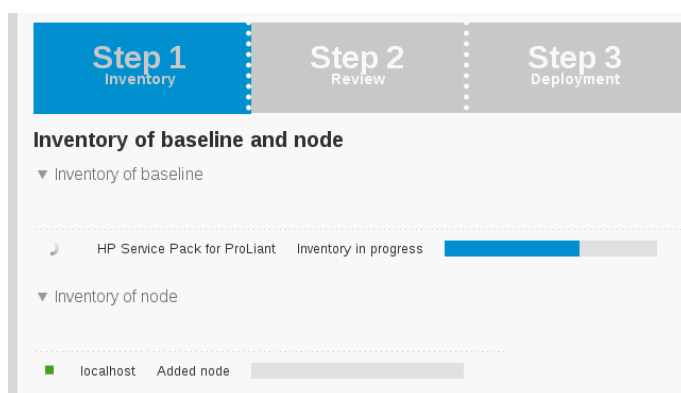 Step 1 Step 2 Step 3
Inventory Review Deployment
Inventory of baseline and node
Inventory of baseline
HP Service Pack for ProLiant Inventory in progress
Inventory of node
localhost Added node